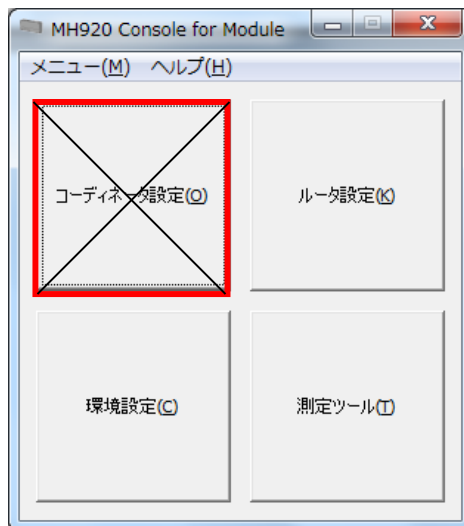 MH920 Console for Module
メニュー(M) ヘルプ(H)
コーディネータ設定(O)
ルータ設定(K)
環境設定(C)
測定ツール(T)